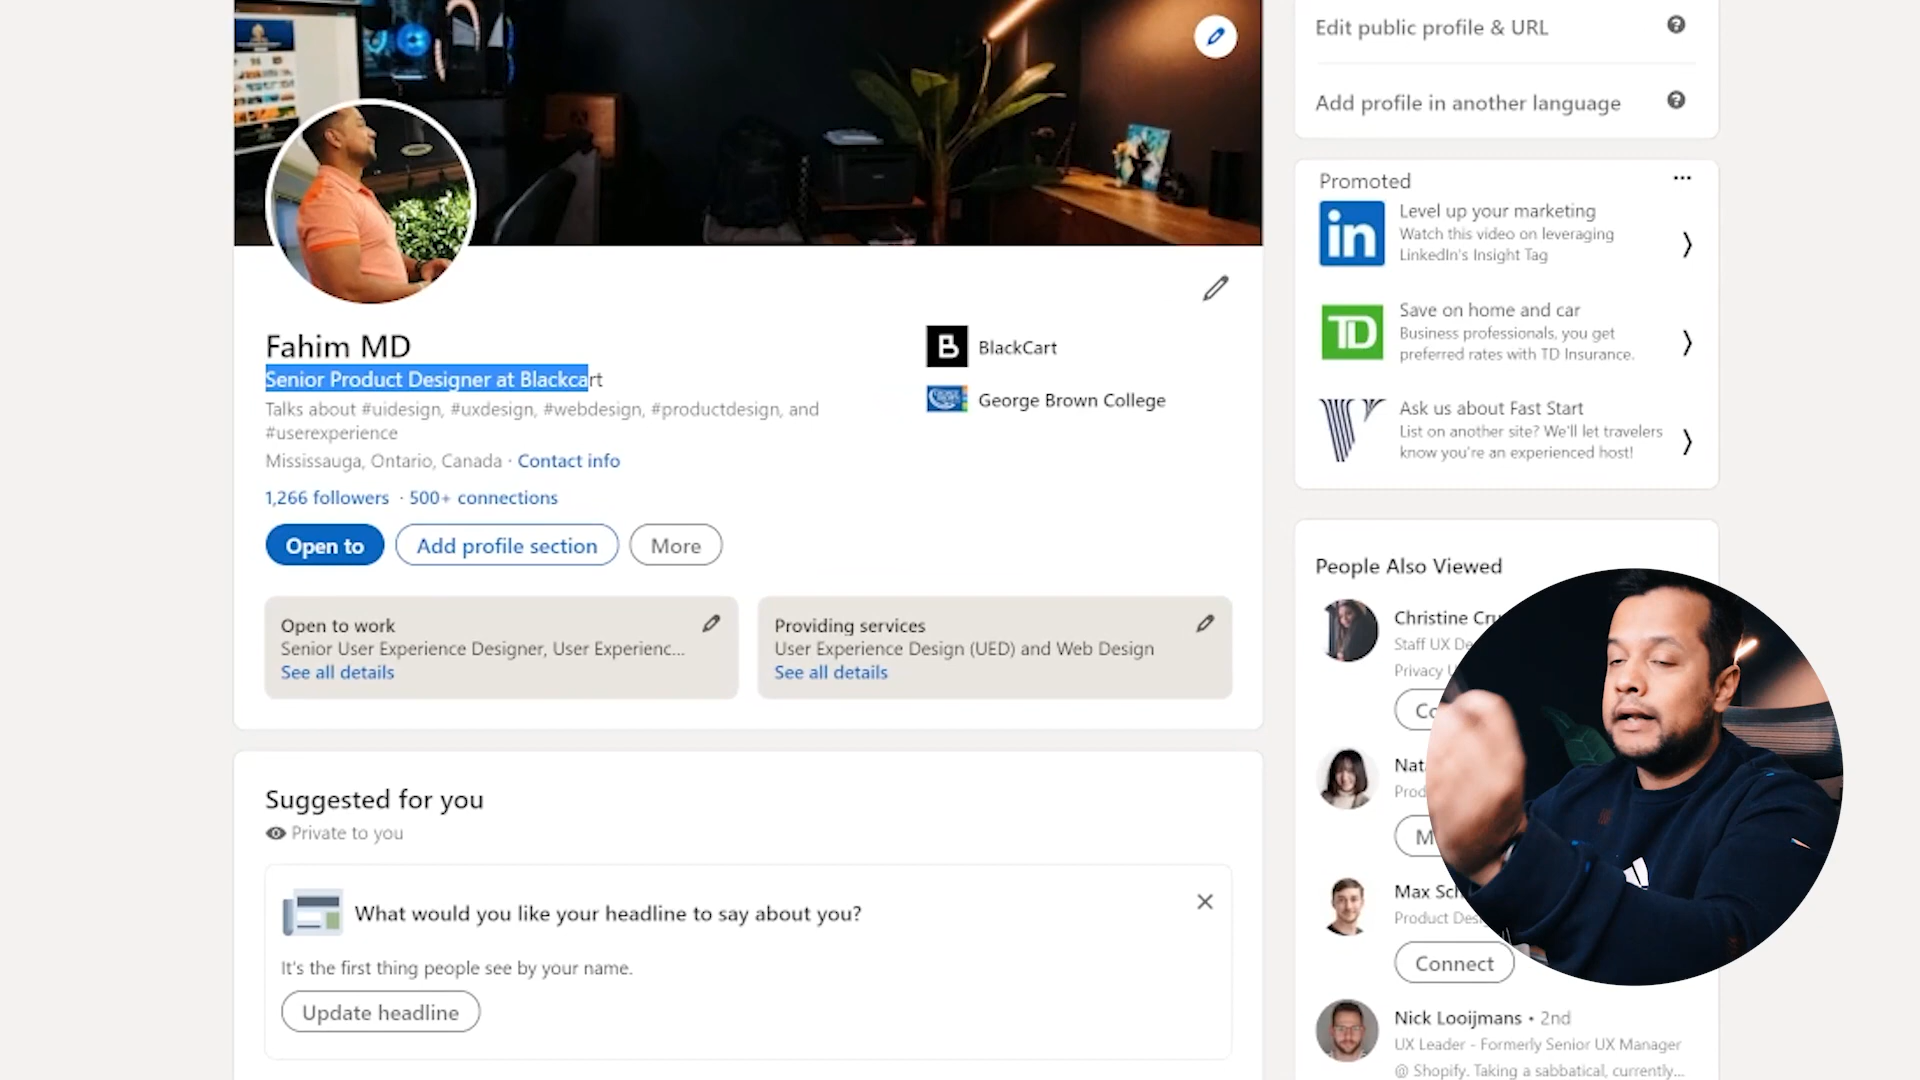 Edit public profile & URL
Add profile in another language
Promoted
Level up your marketing
Watch this video on leveraging
LinkedIn's Insight Tag
TD
Save on home and car
Business professionals, you get
preferred rates with TD Insurance.
Ask us about Fast Start
List on another site? We'll let travelers
know you're an experienced host!
Fahim MD
Senior Product Designer at Blackcart
Talks about #uidesign, #uxdesign, #webdesign, #productdesign, and
#userexperience
Mississauga, Ontario, Canada · Contact info
1,266 followers · 500+ connections
Open to
Add profile section
More
B BlackCart
George Brown College
Open to work
Senior User Experience Designer, User Experienc...
See all details
Providing services
User Experience Design (UED) and Web Design
See all details
Suggested for you
Private to you
What would you like your headline to say about you?
It's the first thing people see by your name.
Update headline
People Also Viewed
Christine
Staff UX
Privacy
Max
Product
Connect
Nick Looijmans • 2nd
UX Leader - Formerly Senior UX Manager
@ Shopify. Taking a sabbatical, currently...